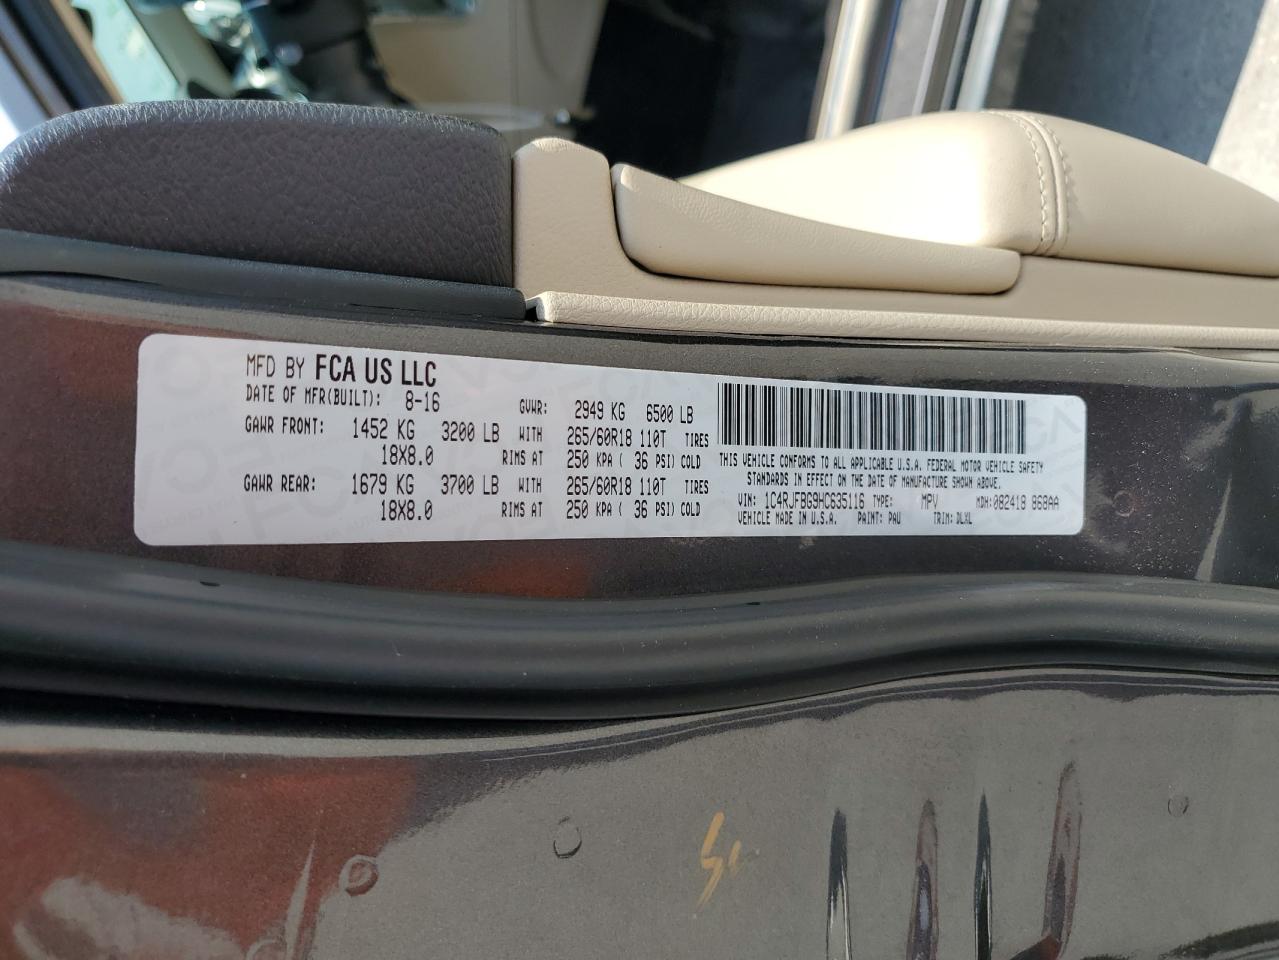 MFD BY FCA US LLC
DATE OF MFR(BUILT): 8-16 GVWR: 2949 KG 6500 LB
GAWR FRONT: 1452 KG 3200 LB WITH 265/60R18 110T TIRES
18X8.0 RIMS AT 250 KPA ( 36 PSI) COLD
GAWR REAR: 1679 KG 3700 LB WITH 265/60R18 110T TIRES
18X8.0 RIMS AT 250 KPA ( 36 PSI) COLD
THIS VEHICLE CONFORMS TO ALL APPLICABLE U.S.A. FEDERAL MOTOR VEHICLE SAFETY
STANDARDS IN EFFECT ON THE DATE OF MANUFACTURE SHOWN ABOVE.
VIN: 1C4RJFBG9HC635116 TYPE: MPV MDH: 082418 868AA
VEHICLE MADE IN U.S.A. PAINT: PAU TRIM: DLXL